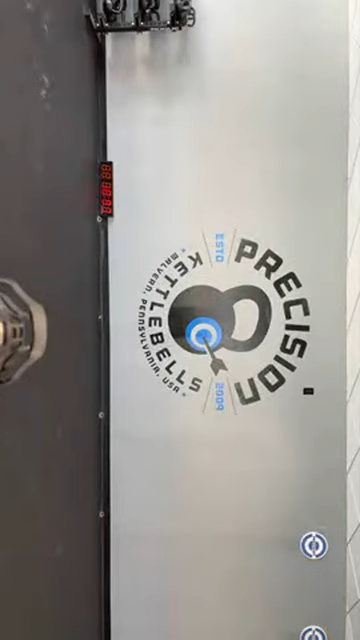 PRECISION
ESTD 2009
KETTLEBELLS
MALVERN, PENNSYLVANIA, USA